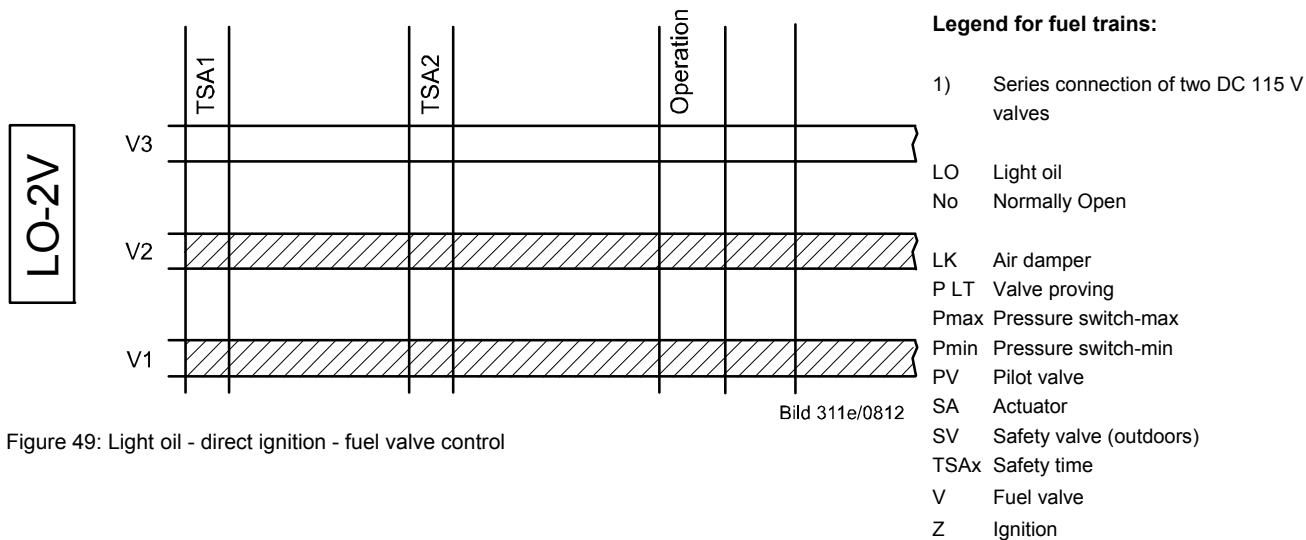 TSA1
TSA2
Operation
LO-2V
V3
V2
V1
Bild 311e/0812
Figure 49: Light oil - direct ignition - fuel valve control
Legend for fuel trains:
1) Series connection of two DC 115 V
valves
LO Light oil
No Normally Open
LK Air damper
P LT Valve proving
Pmax Pressure switch-max
Pmin Pressure switch-min
PV Pilot valve
SA Actuator
SV Safety valve (outdoors)
TSAx Safety time
V Fuel valve
Z Ignition